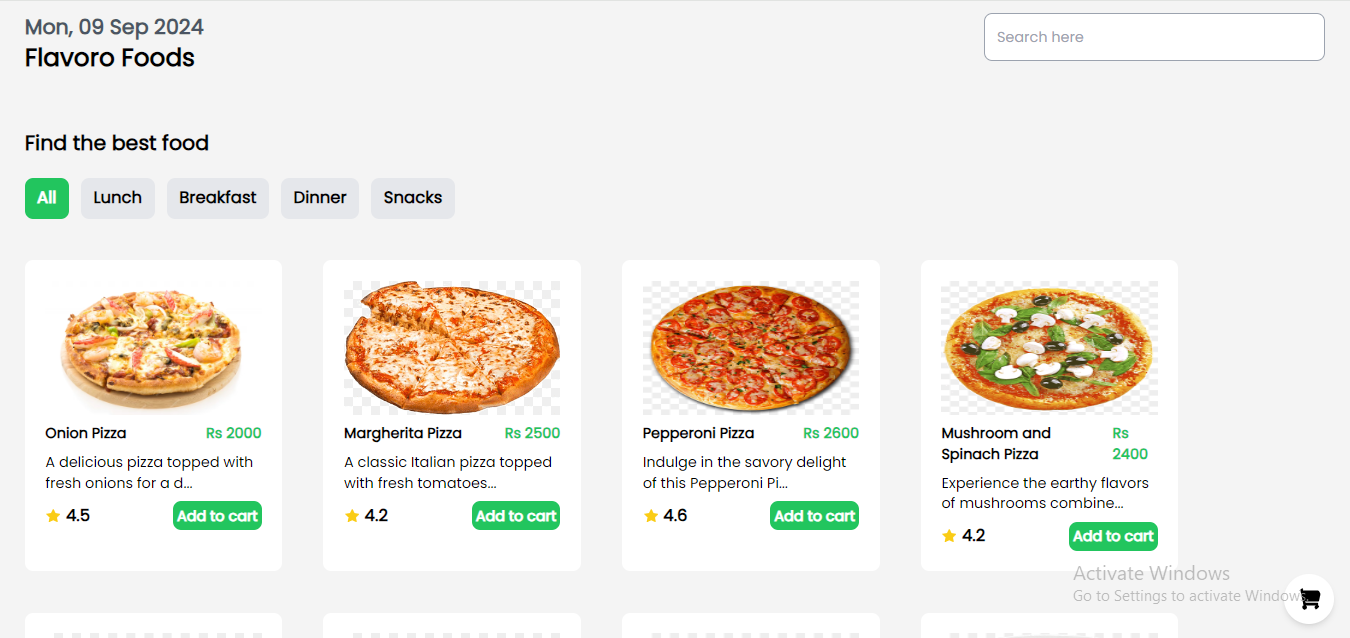 Mon, 09 Sep 2024
Flavoro Foods
Search here
Find the best food
All
Lunch
Breakfast
Dinner
Snacks
Onion Pizza
Rs 2000
A delicious pizza topped with
fresh onions for a d...
4.5
Add to cart
Margherita Pizza
Rs 2500
A classic Italian pizza topped
with fresh tomatoes...
4.2
Add to cart
Pepperoni Pizza
Rs 2600
Indulge in the savory delight
of this Pepperoni Pi...
4.6
Add to cart
Mushroom and
Spinach Pizza
Rs
2400
Experience the earthy flavors
of mushrooms combine...
4.2
Add to cart
Activate Windows
Go to Settings to activate Windows.